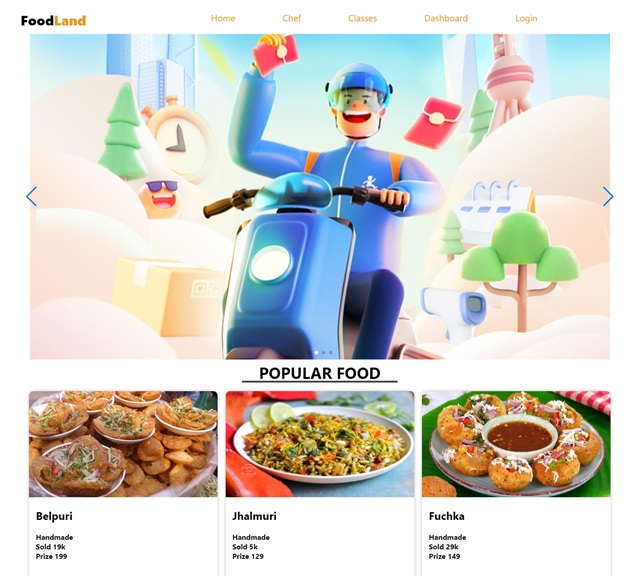 FoodLand
Home Chef Classes Dashboard Login
POPULAR FOOD
Belpuri
Handmade
Sold 19k
Prize 199
Jhalmuri
Handmade
Sold 5k
Prize 129
Fuchka
Handmade
Sold 29k
Prize 149